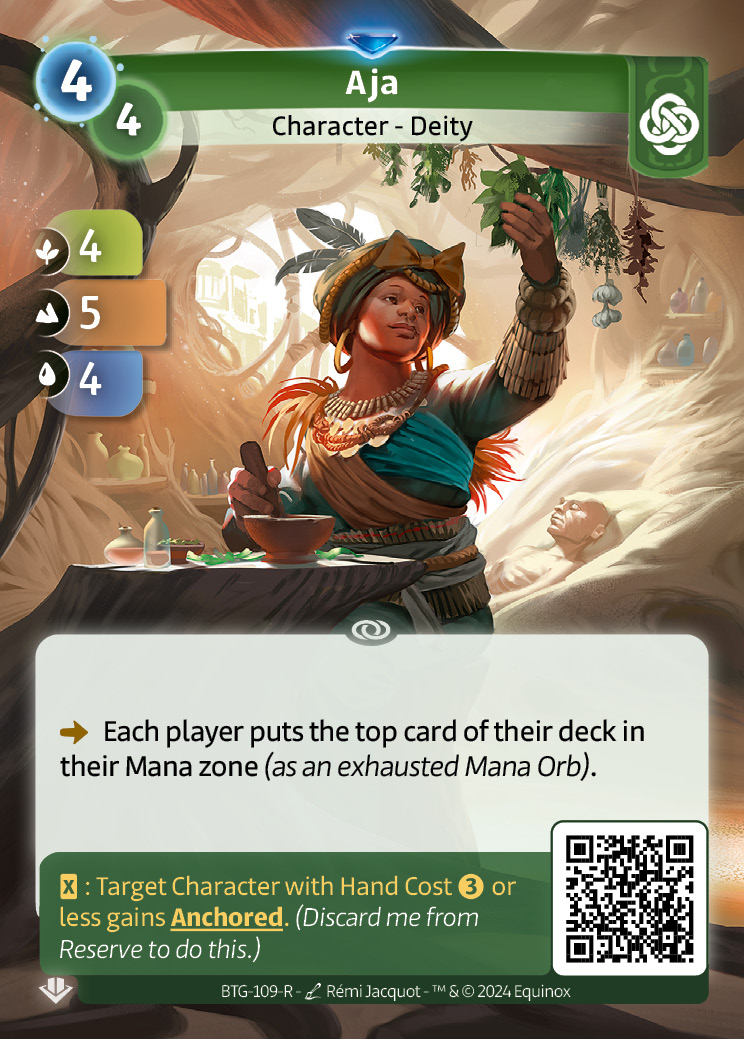 4
Aja
4
Character - Deity
4
5
4
Each player puts the top card of their deck in
their Mana zone (as an exhausted Mana Orb).
X : Target Character with Hand Cost 3 or
less gains Anchored. (Discard me from
Reserve to do this.)
BTG-109-R - Rémi Jacquot - ™ & © 2024 Equinox